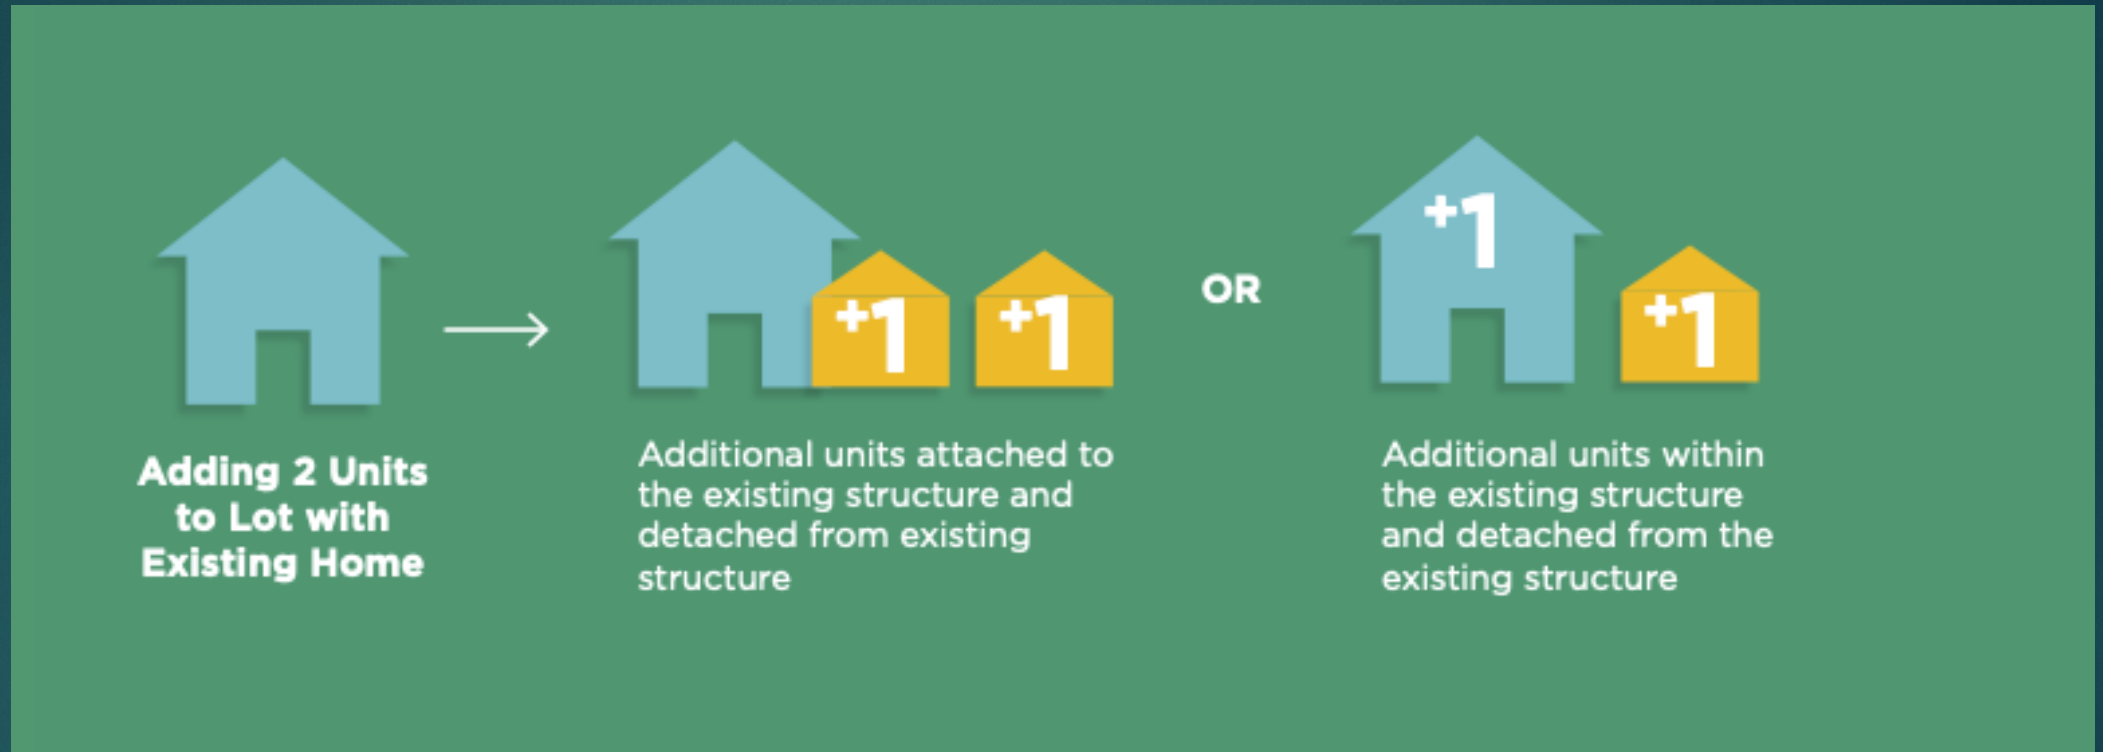 Adding 2 Units
to Lot with
Existing Home
+1
+1
Additional units attached to
the existing structure and
detached from existing
structure
OR
+1
+1
Additional units within
the existing structure
and detached from the
existing structure